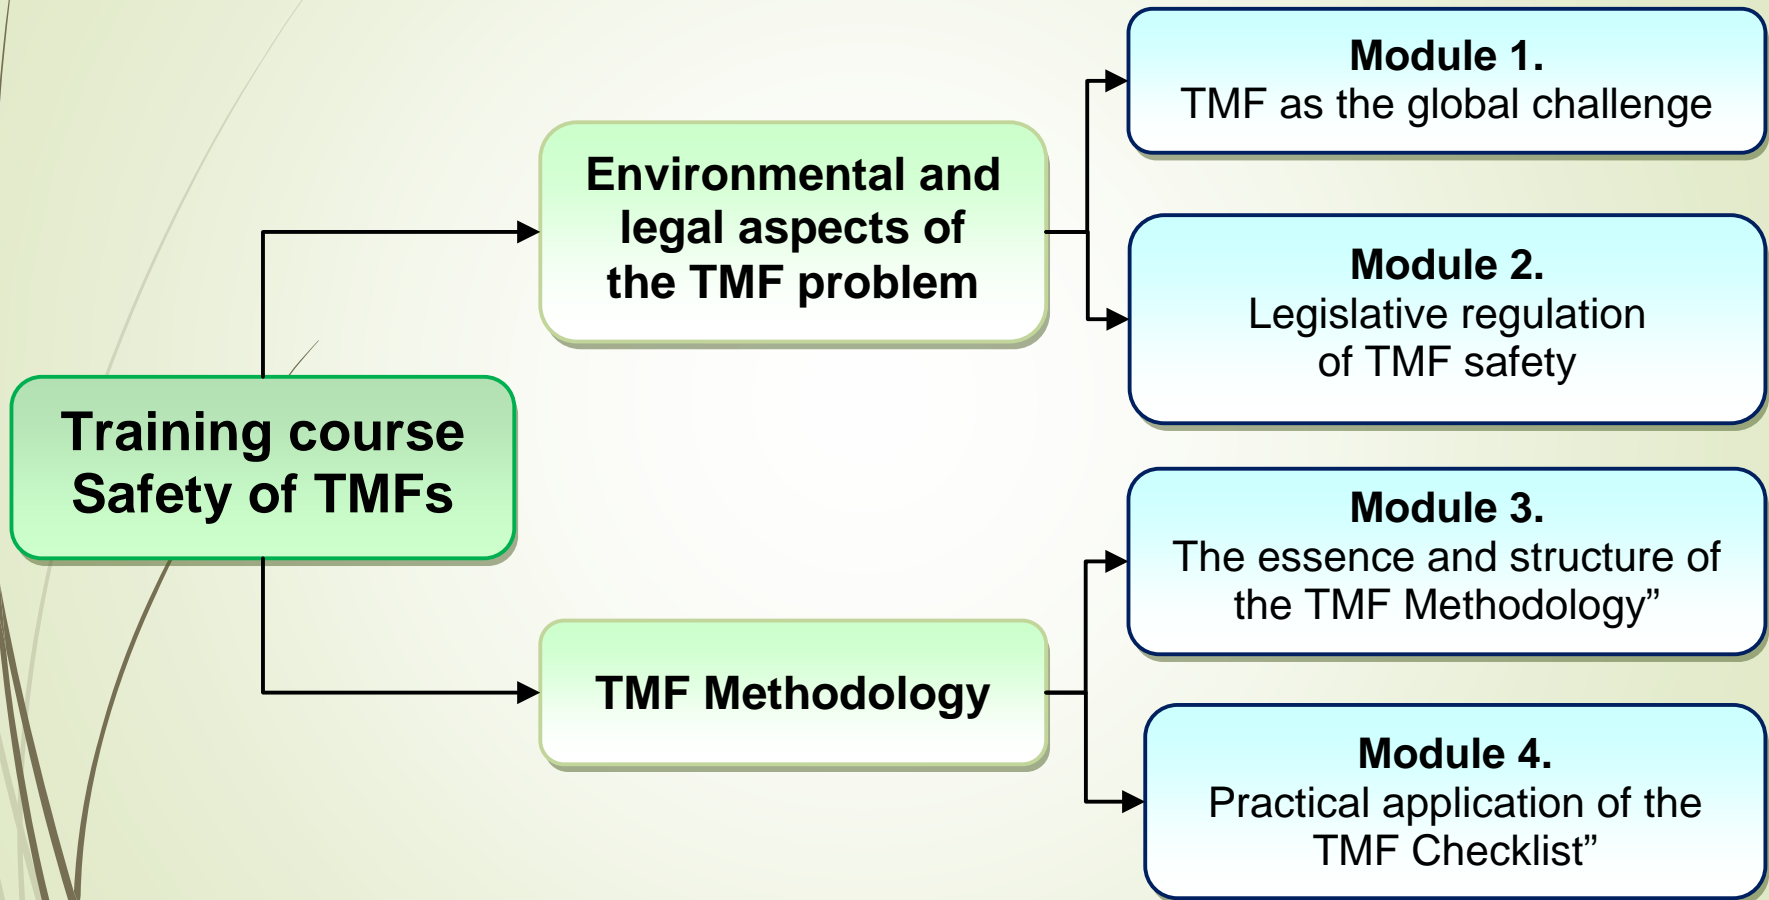 Training course
Safety of TMFs
Environmental and
legal aspects of
the TMF problem
Module 1.
TMF as the global challenge
Module 2.
Legislative regulation
of TMF safety
TMF Methodology
Module 3.
The essence and structure of
the TMF Methodology”
Module 4.
Practical application of the
TMF Checklist”